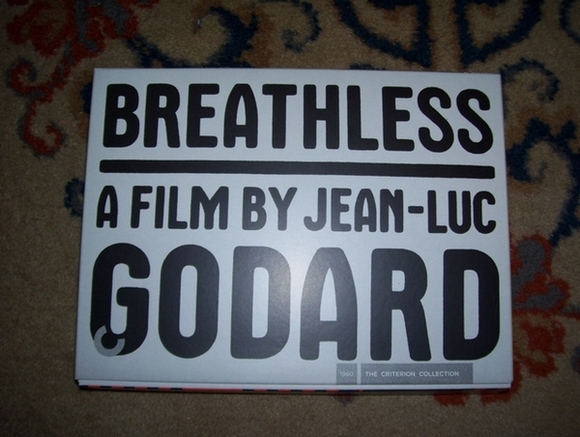 BREATHLESS
A FILM BY JEAN-LUC
GODARD
1960 THE CRITERION COLLECTION